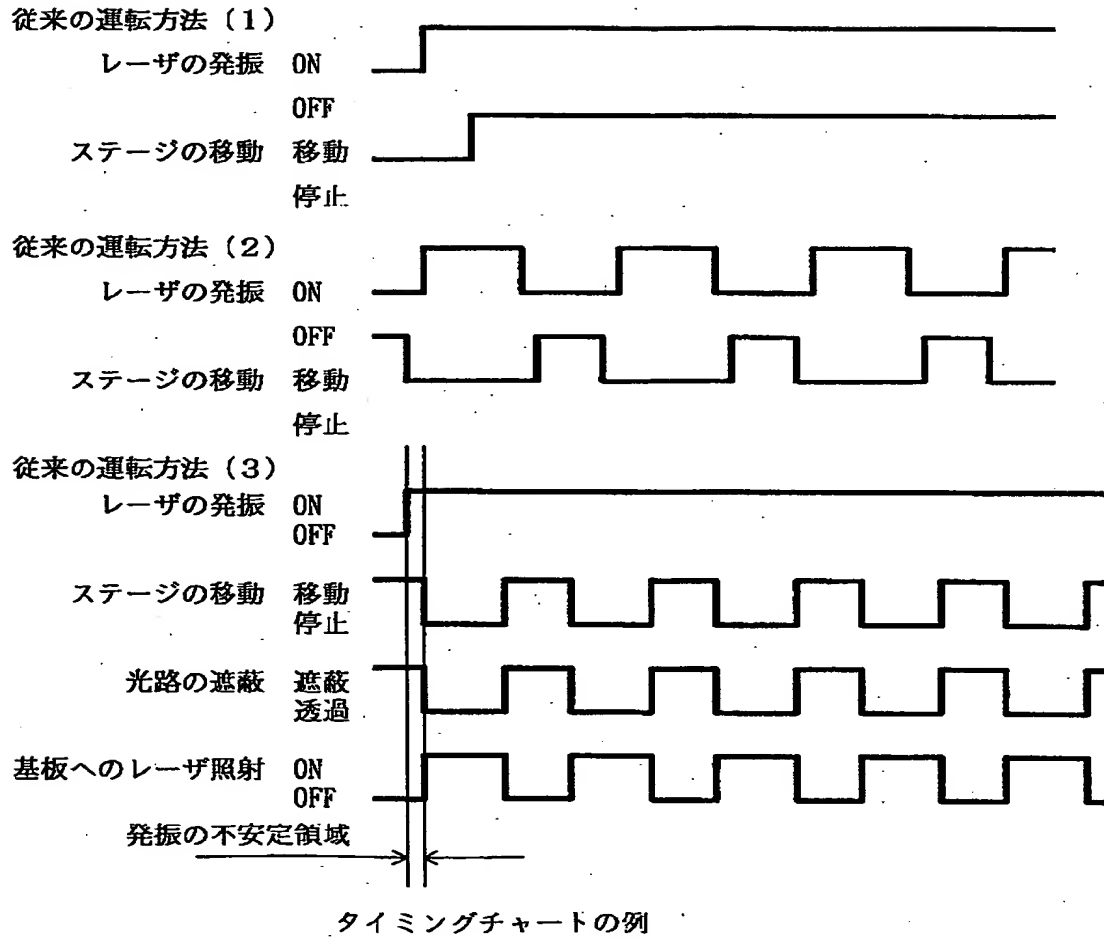 従来の運転方法（1）
レーザの発振 ON
OFF
ステージの移動 移動
停止
従来の運転方法（2）
レーザの発振 ON
OFF
ステージの移動 移動
停止
従来の運転方法（3）
レーザの発振 ON
OFF
ステージの移動 移動
停止
光路の遮蔽 遮蔽
透過
基板へのレーザ照射 ON
OFF
発振の不安定領域
タイミングチャートの例